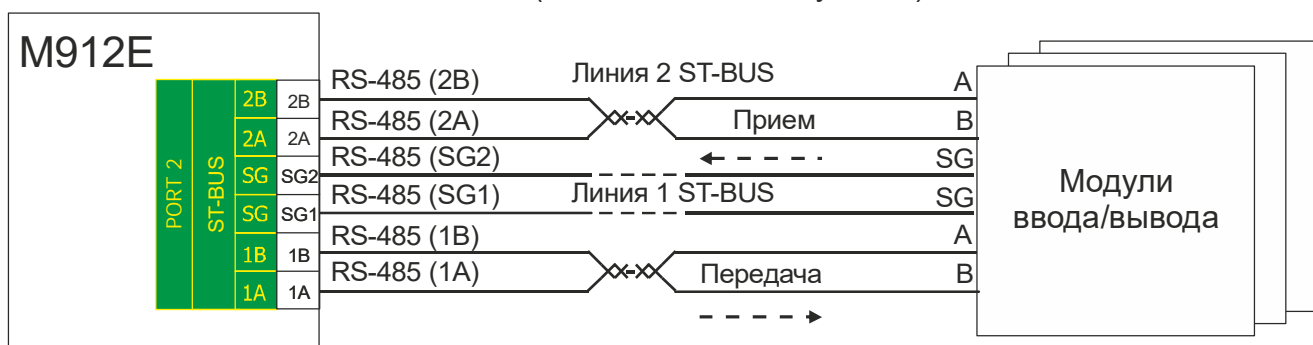 M912E
PORT 2
ST-BUS
2B 2B RS-485 (2B) Линия 2 ST-BUS A
2A 2A RS-485 (2A) Прием B
SG SG2 RS-485 (SG2) SG
SG SG1 RS-485 (SG1) Линия 1 ST-BUS SG
1B 1B RS-485 (1B) A
1A 1A RS-485 (1A) Передача B
Модули
ввода/вывода